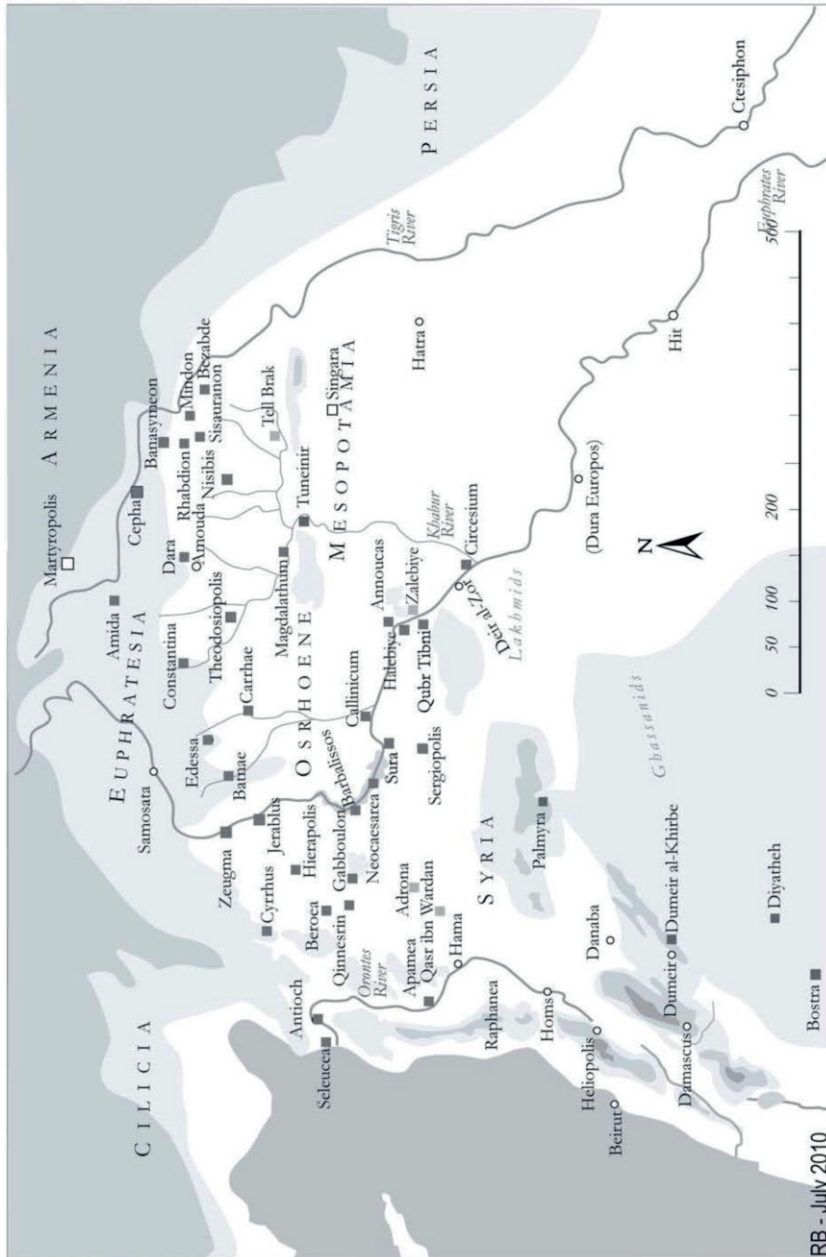 CILICIA
EUPHRATESIA
ARMENIA
Martyropolis
Amida
Cepha
Banasymeon
Samosata
Constantina
Dara
Rhabdion
Mindon
Amouda
Sisauranon
Bezabde
Edessa
Batnae
Theodosiopolis
Nisibis
Zeugma
Carrhae
Jerablus
Tell Brak
Cyrrhus
Magdalathum
Hierapolis
OSRHOENE
Tuneinir
Antioch
Seleucea
Beroea
Singara
MESOPOTAMIA
Qinnesrin
Gabboulon
Barbalissos
Callinicum
Neocaesarea
Orontes
River
Sura
Annoucas
Halebiye
Zalebiye
Tigris
River
PERSIA
Adrona
Apamea
Sergiopolis
Qubr Tibni
Hatra
Qasr ibn Wardan
Khabur
River
Hama
Deir al-Zor
Circesium
SYRIA
Raphanea
Lakhmids
Homs
Palmyra
(Dura Europos)
Heliopolis
Danaba
Beirut
N
Ghassanids
Dumeir
Dumeir al-Khirbe
Hit
Damascus
Ctesiphon
Diyatheh
Euphrates
River
Bostra
0
50
100
200
500
RB - July 2010